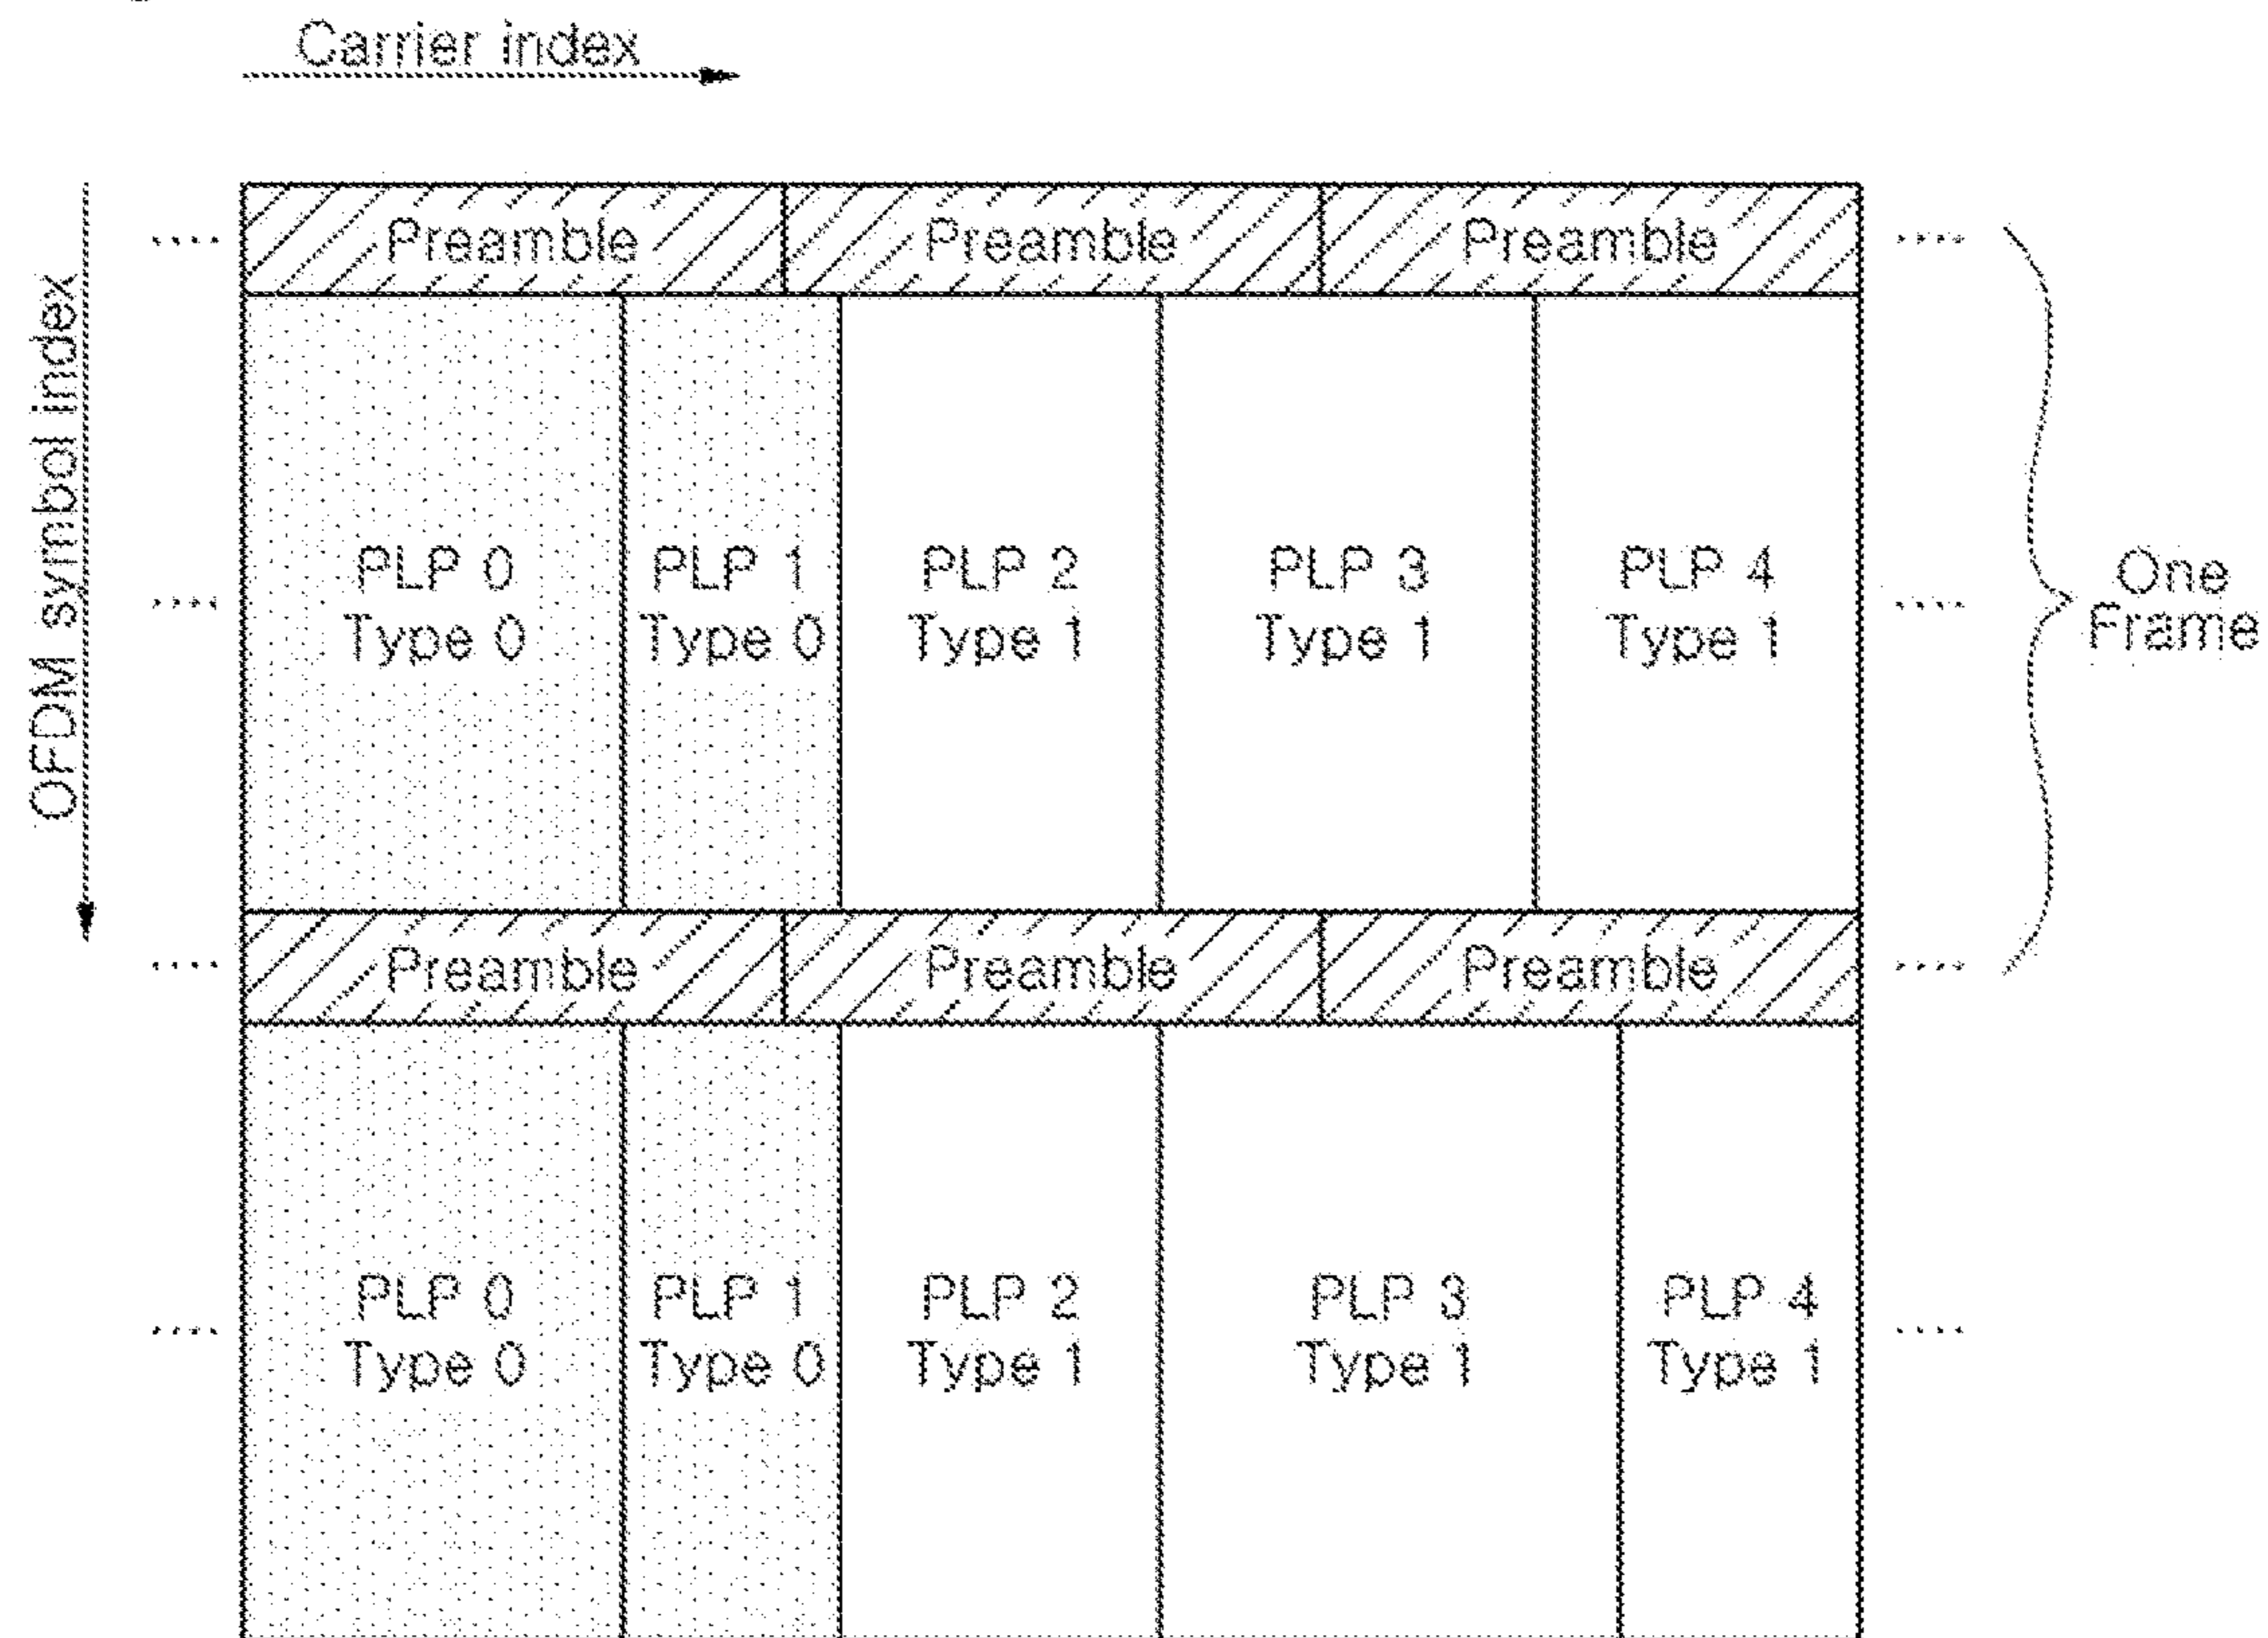 Carrier index
OFDM symbol index
Preamble Preamble Preamble
PLP 0 PLP 1 PLP 2 PLP 3 PLP 4
Type 0 Type 0 Type 1 Type 1 Type 1
One
Frame
Preamble Preamble Preamble
PLP 0 PLP 1 PLP 2 PLP 3 PLP 4
Type 0 Type 0 Type 1 Type 1 Type 1